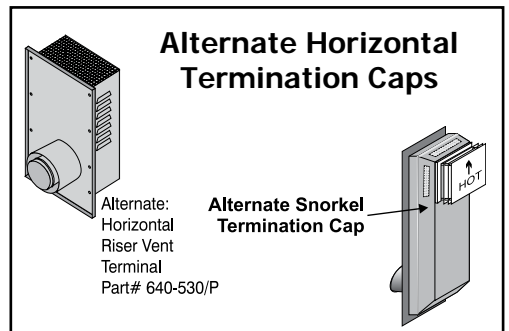 Alternate Horizontal
Termination Caps
Alternate:
Horizontal
Riser Vent
Terminal
Part# 640-530/P
Alternate Snorkel
Termination Cap
HOT